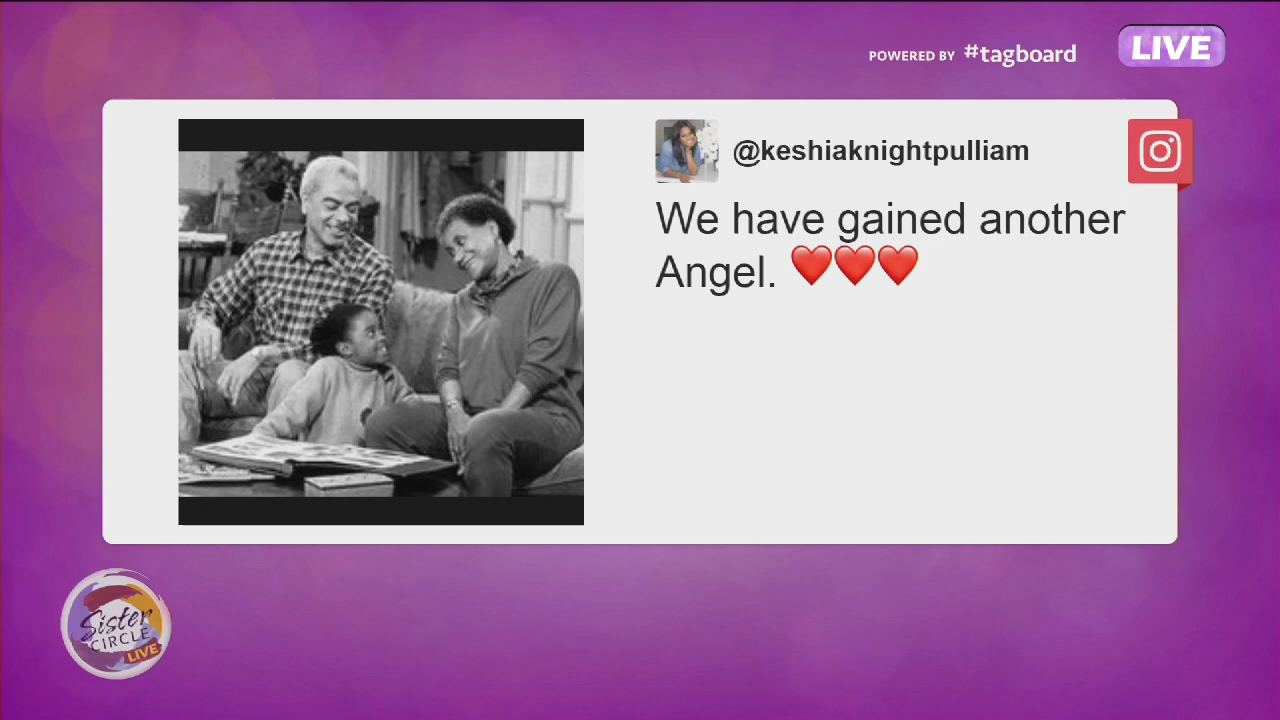 POWERED BY #tagboard
LIVE
@keshiaknightpulliam
We have gained another
Angel. ❤️❤️❤️
Sister
CIRCLE
LIVE